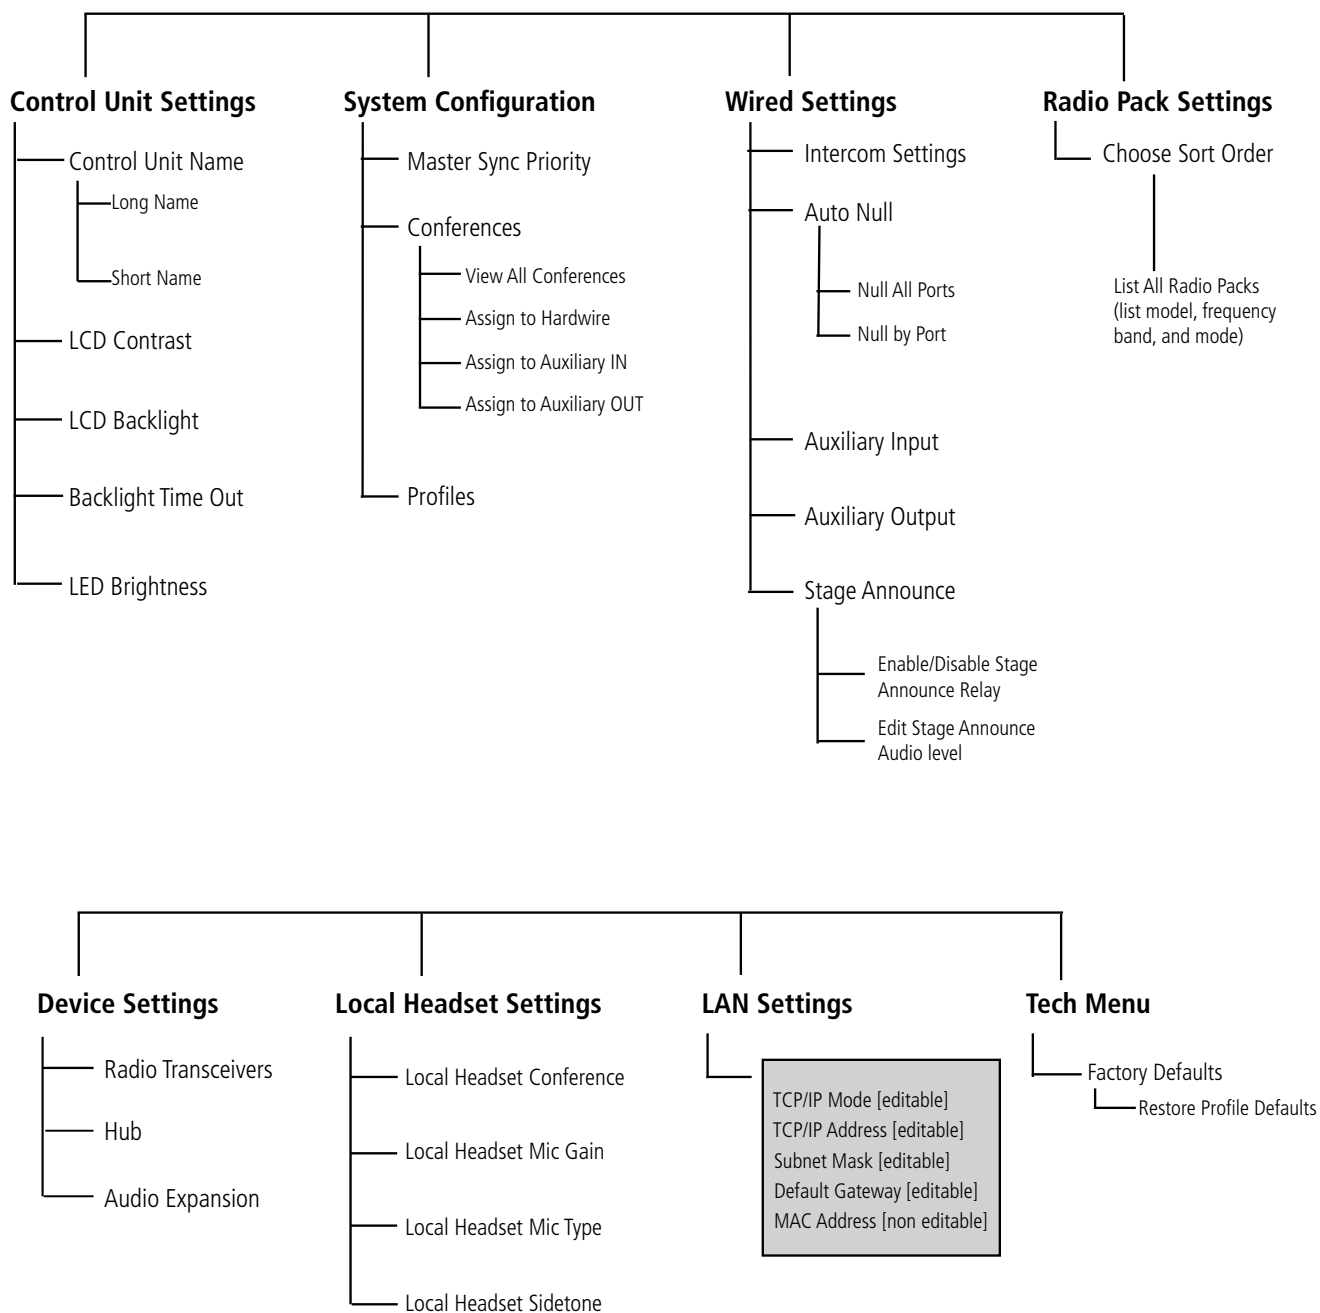 Control Unit Settings
Control Unit Name
Long Name
Short Name
LCD Contrast
LCD Backlight
Backlight Time Out
LED Brightness
System Configuration
Master Sync Priority
Conferences
View All Conferences
Assign to Hardwire
Assign to Auxiliary IN
Assign to Auxiliary OUT
Profiles
Wired Settings
Intercom Settings
Auto Null
Null All Ports
Null by Port
Auxiliary Input
Auxiliary Output
Stage Announce
Enable/Disable Stage
Announce Relay
Edit Stage Announce
Audio level
Radio Pack Settings
Choose Sort Order
List All Radio Packs
(list model, frequency
band, and mode)
Device Settings
Radio Transceivers
Hub
Audio Expansion
Local Headset Settings
Local Headset Conference
Local Headset Mic Gain
Local Headset Mic Type
Local Headset Sidetone
LAN Settings
TCP/IP Mode [editable]
TCP/IP Address [editable]
Subnet Mask [editable]
Default Gateway [editable]
MAC Address [non editable]
Tech Menu
Factory Defaults
Restore Profile Defaults